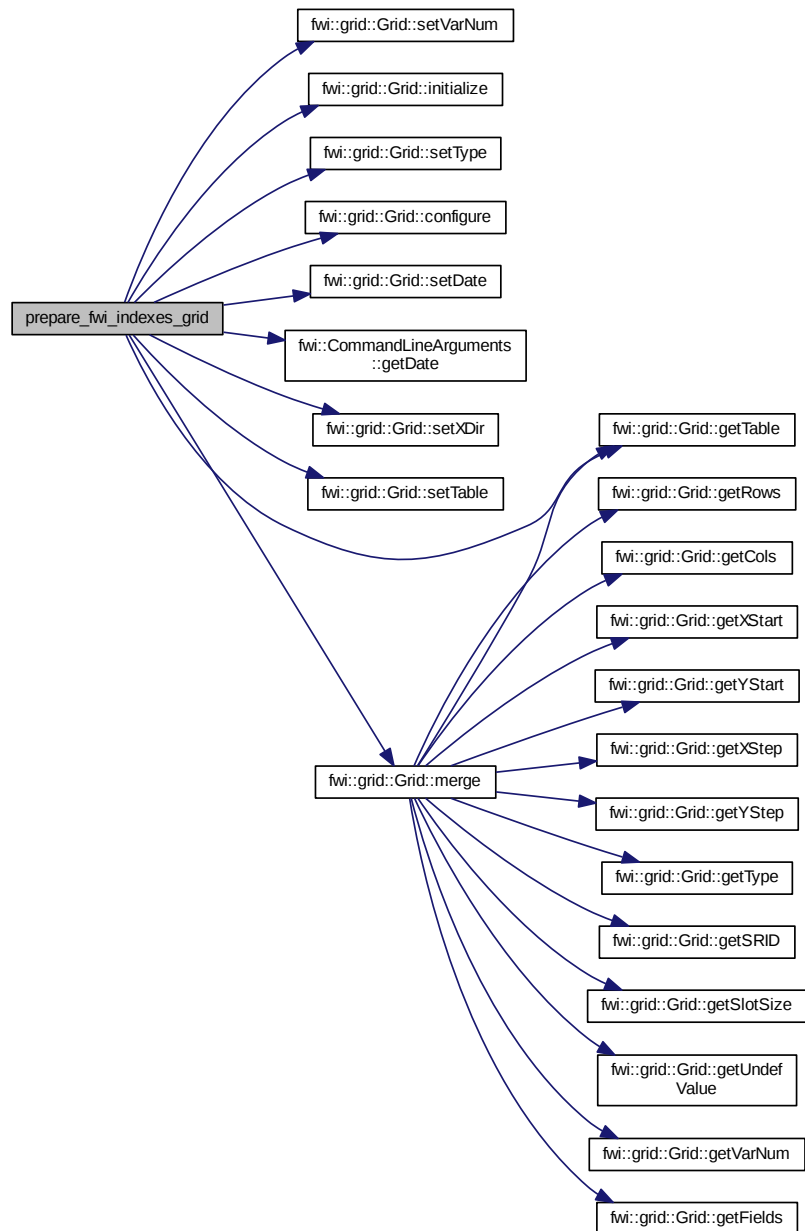 fwi::grid::Grid::setVarNum
fwi::grid::Grid::initialize
fwi::grid::Grid::setType
fwi::grid::Grid::configure
fwi::grid::Grid::setDate
prepare_fwi_indexes_grid
fwi::CommandLineArguments
::getDate
fwi::grid::Grid::setXDir
fwi::grid::Grid::getTable
fwi::grid::Grid::setTable
fwi::grid::Grid::getRows
fwi::grid::Grid::getCols
fwi::grid::Grid::getXStart
fwi::grid::Grid::getYStart
fwi::grid::Grid::getXStep
fwi::grid::Grid::merge
fwi::grid::Grid::getYStep
fwi::grid::Grid::getType
fwi::grid::Grid::getSRID
fwi::grid::Grid::getSlotSize
fwi::grid::Grid::getUndef
Value
fwi::grid::Grid::getVarNum
fwi::grid::Grid::getFields